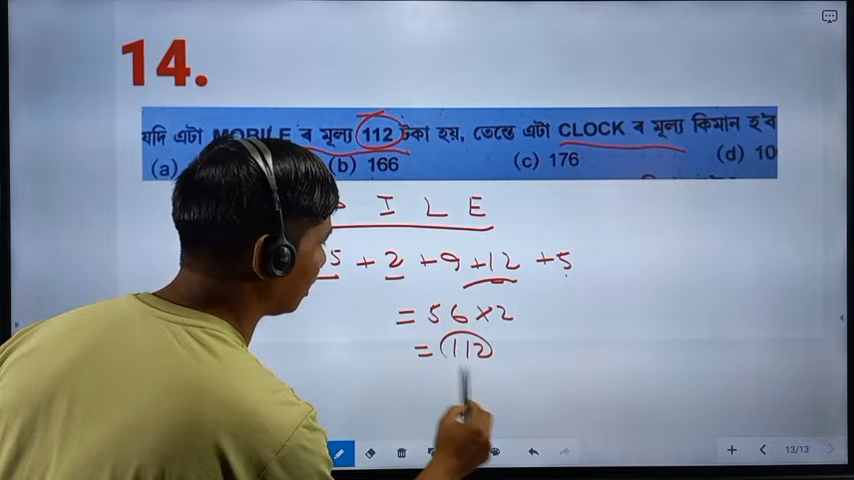 14.
যদি এটা MOBILE ৰ মূল্য 112 টকা হয়, তেন্তে এটা CLOCK ৰ মূল্য কিমান হ'ব
(a) (b) 166 (c) 176 (d) 10
I L E
5 + 2 + 9 + 12 + 5
= 56 × 2
= 112
13/13